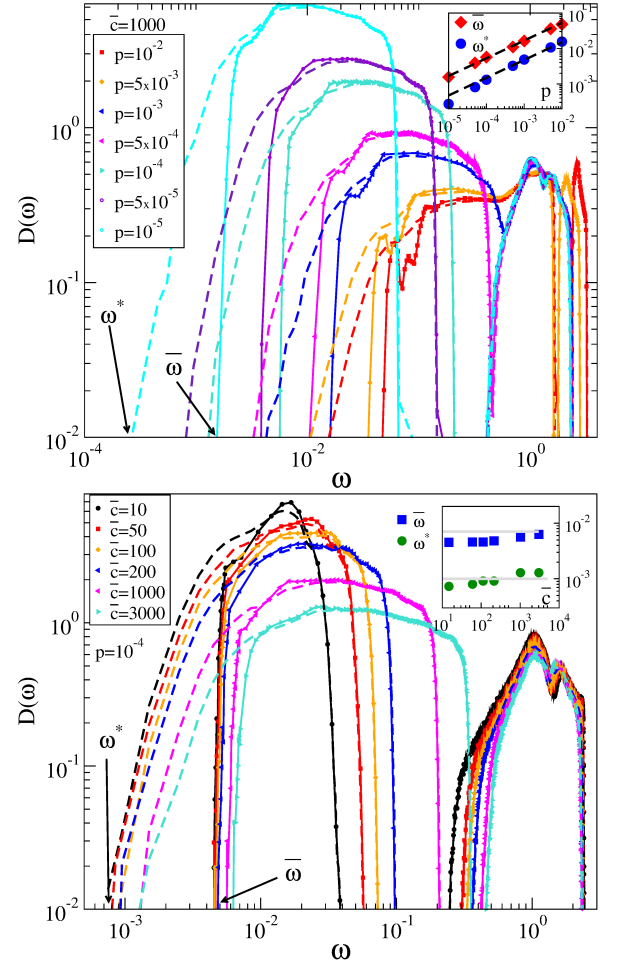 c̅=1000
p=10⁻²
p=5x10⁻³
p=10⁻³
p=5x10⁻⁴
p=10⁻⁴
p=5x10⁻⁵
p=10⁻⁵
ω̅
ω*
p
10⁻¹
10⁻²
10⁻³
10⁻⁵ 10⁻⁴ 10⁻³ 10⁻²
D(ω)
10⁰
10⁻¹
10⁻²
ω*
ω̅
10⁻⁴ 10⁻² 10⁰
ω
c̅=10
c̅=50
c̅=100
c̅=200
c̅=1000
c̅=3000
p=10⁻⁴
ω̅
ω*
10⁻²
10⁻³
c̅
10¹ 10² 10³ 10⁴
D(ω)
10⁰
10⁻¹
10⁻²
ω*
ω̅
10⁻³ 10⁻² 10⁻¹ 10⁰
ω